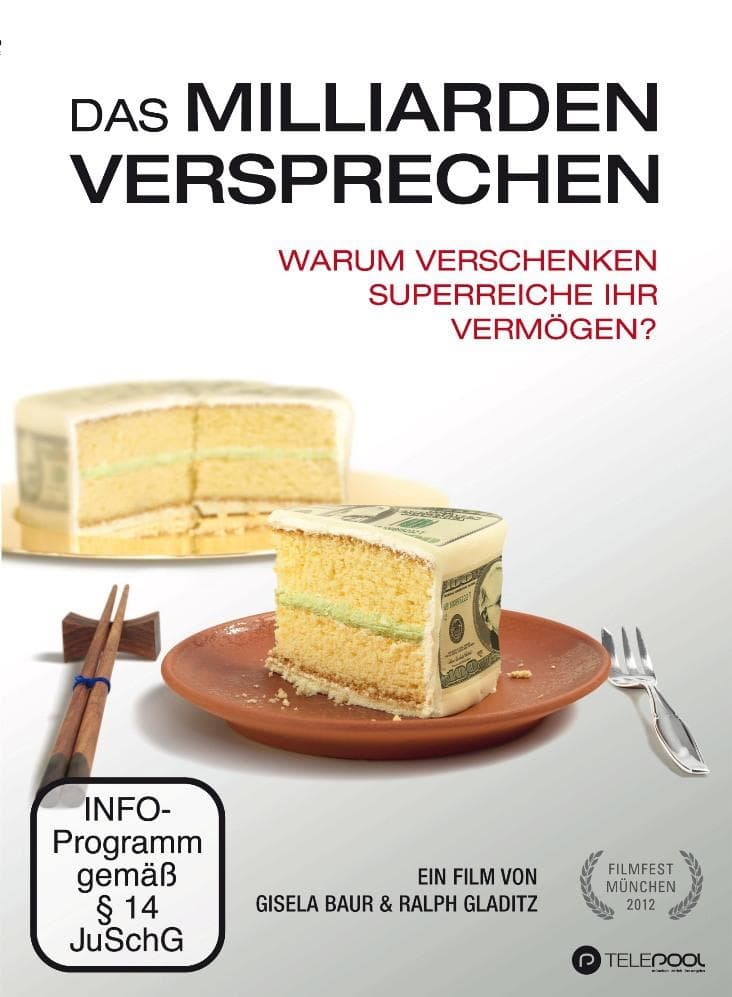 DAS MILLIARDEN
VERSPRECHEN
WARUM VERSCHENKEN
SUPERREICHE IHR
VERMÖGEN?
100
INFO-
Programm
gemäß
§ 14
JuSchG
EIN FILM VON
GISELA BAUR & RALPH GLADITZ
FILMFEST
MÜNCHEN
2012
TELEPOOL